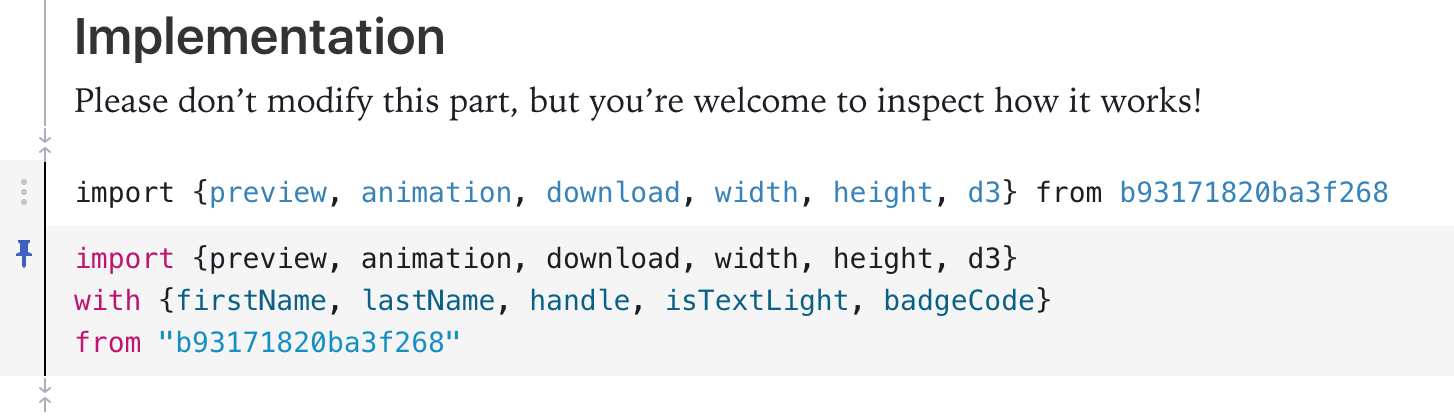 Implementation
Please don’t modify this part, but you’re welcome to inspect how it works!
import {preview, animation, download, width, height, d3} from b93171820ba3f268
import {preview, animation, download, width, height, d3}
with {firstName, lastName, handle, isTextLight, badgeCode}
from "b93171820ba3f268"